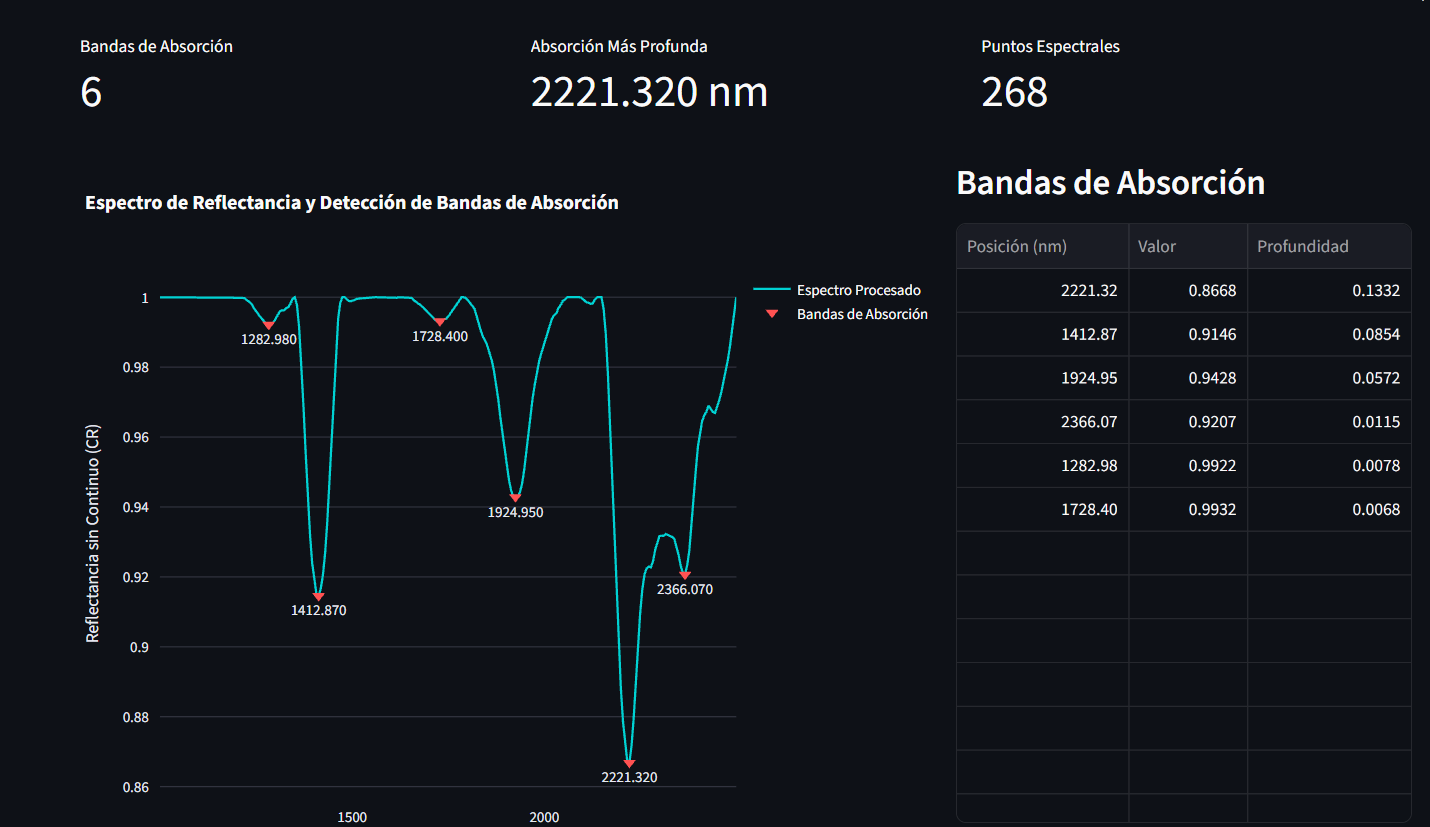 Bandas de Absorción
6
Absorción Más Profunda
2221.320 nm
Puntos Espectrales
268
Espectro de Reflectancia y Detección de Bandas de Absorción
Espectro Procesado
Bandas de Absorción
Reflectancia sin Continuo (CR)
1
0.98
0.96
0.94
0.92
0.9
0.88
0.86
1282.980
1728.400
1924.950
1412.870
2366.070
2221.320
1500
2000
Bandas de Absorción
Posición (nm) Valor Profundidad
2221.32 0.8668 0.1332
1412.87 0.9146 0.0854
1924.95 0.9428 0.0572
2366.07 0.9207 0.0115
1282.98 0.9922 0.0078
1728.40 0.9932 0.0068